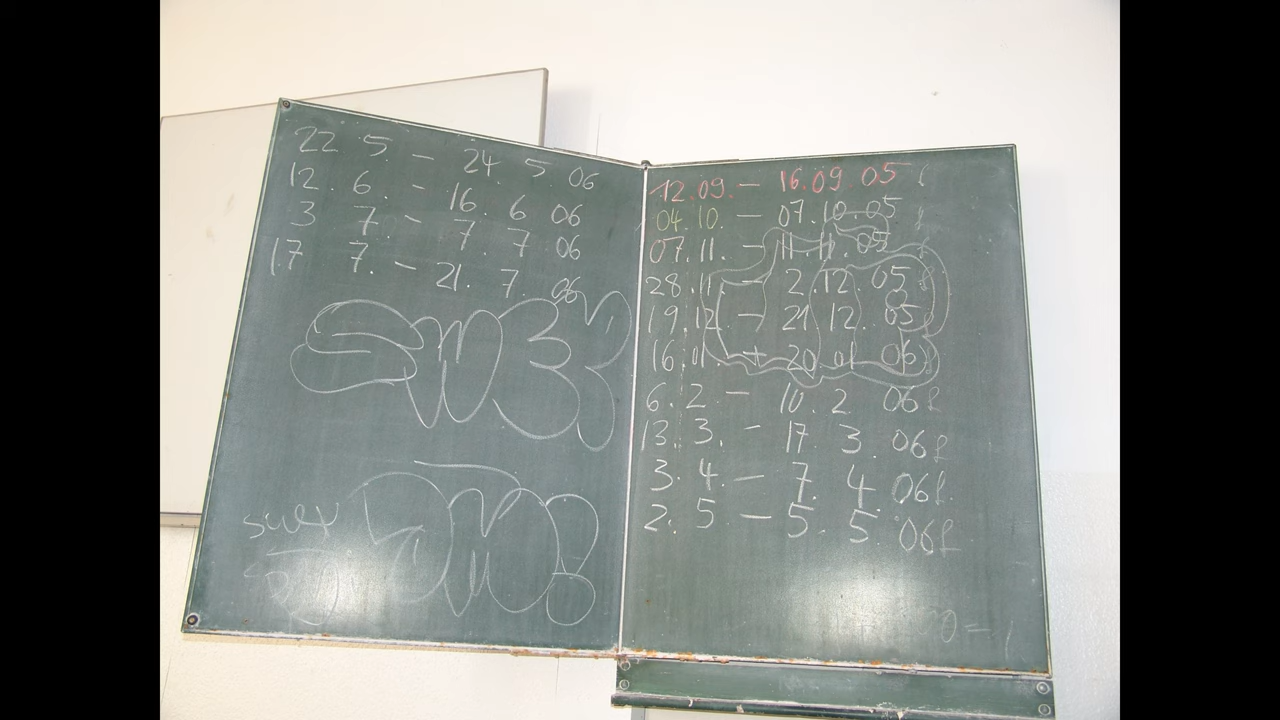 22 5 - 24. 5 06
12. 6. - 16. 6 06
3 7 - 7 7 06
17 7. - 21. 7. 06
SWEY
12.09. - 16.09 05
04.10. - 07.10.05
07.11. - 11.11. 05
28.11 - 2.12. 05
19.12 - 21 12. 05
16.01 + 20 01 06
6. 2 - 10. 2 06
13. 3. - 17 3. 06
3. 4. - 7. 4. 06
2. 5 - 5. 5. 06